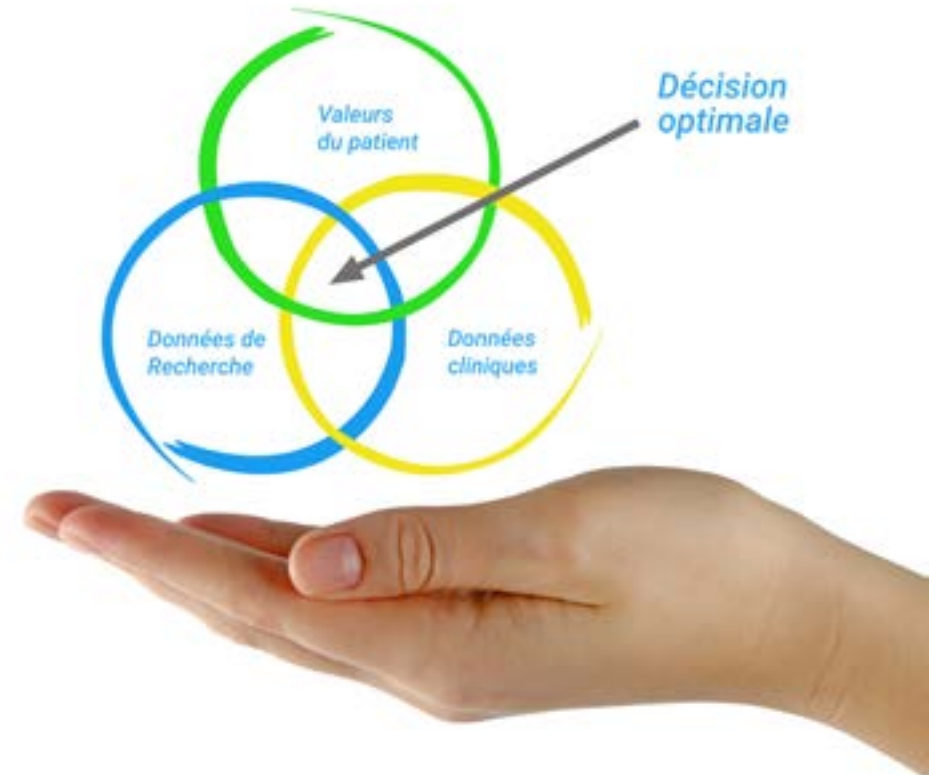 Décision
optimale
Valeurs
du patient
Données de
Recherche
Données
cliniques